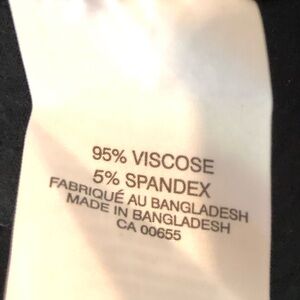 95% VISCOSE
5% SPANDEX
FABRIQUÉ AU BANGLADESH
MADE IN BANGLADESH
CA 00655